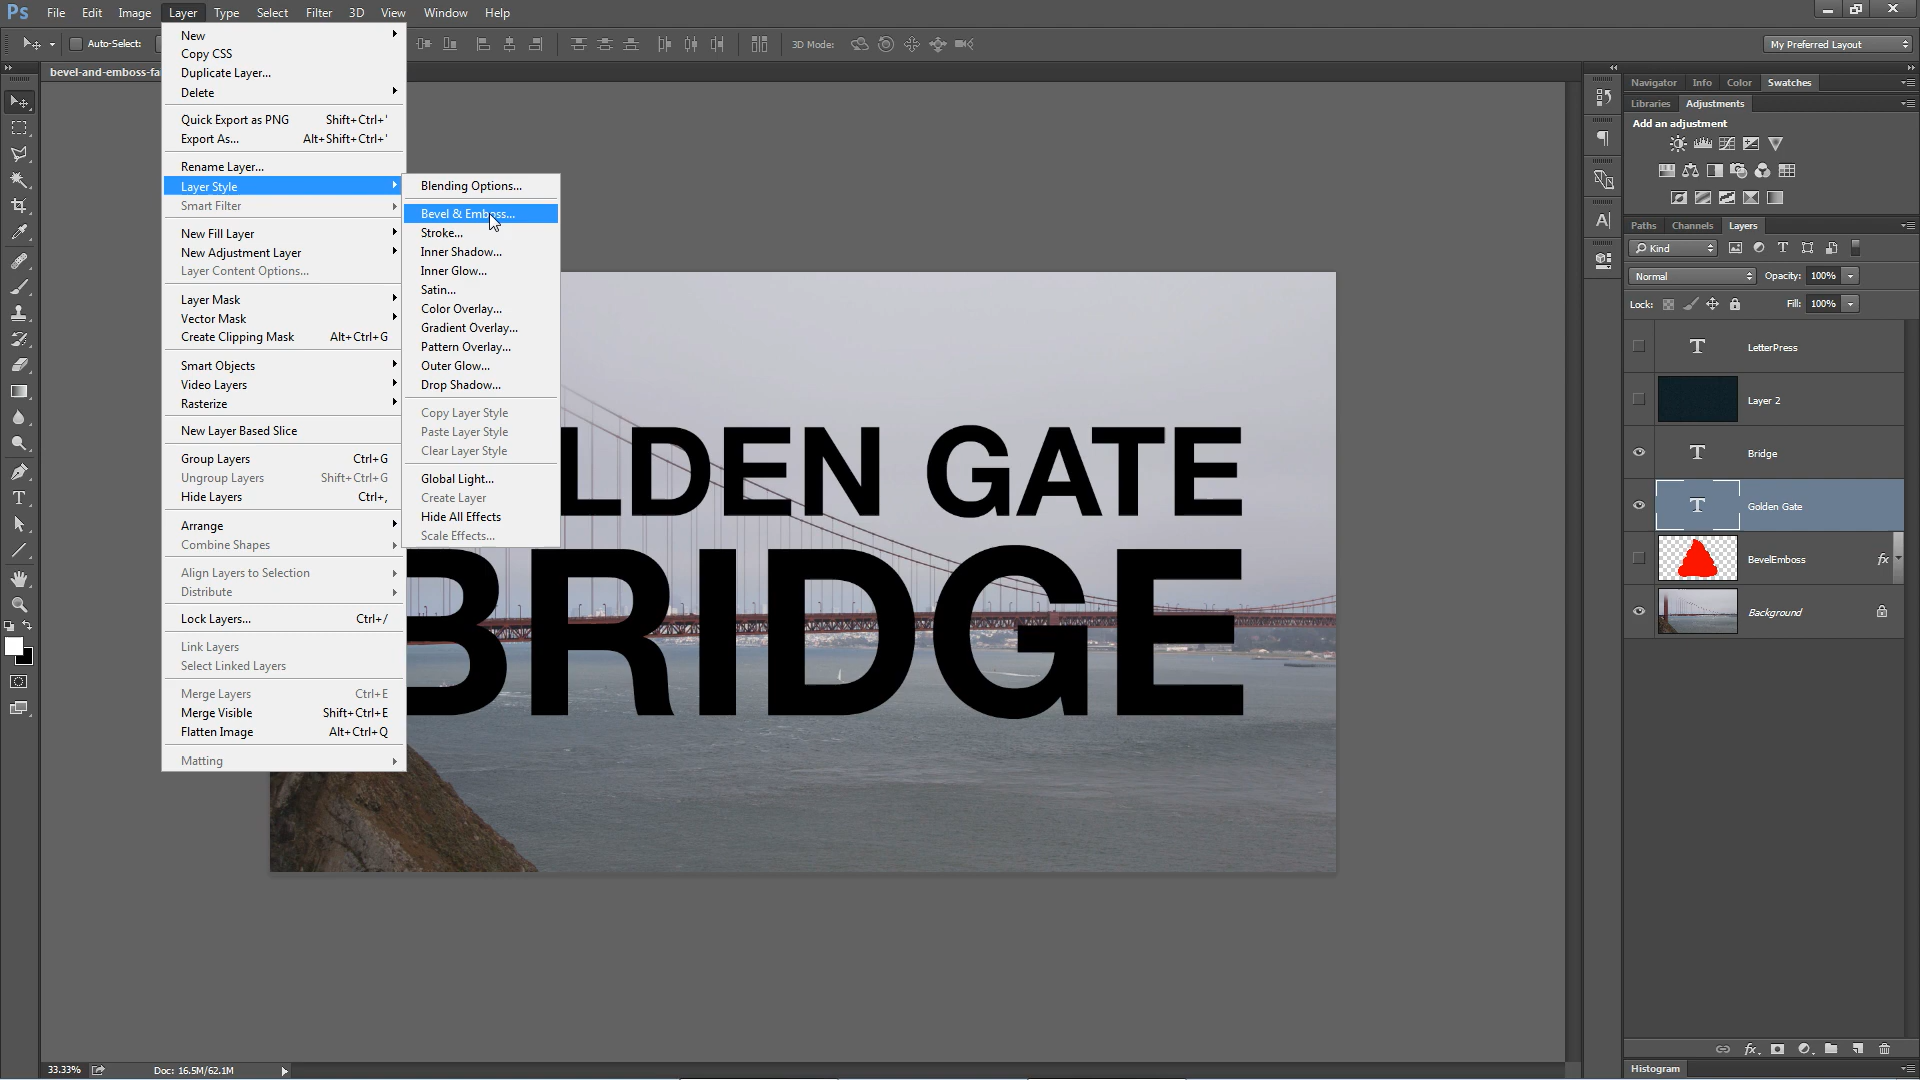 Ps File Edit Image Layer Type Select Filter 3D View Window Help
Auto-Select:
3D Mode:
My Preferred Layout
bevel-and-emboss-fa
New
Copy CSS
Duplicate Layer...
Delete
Quick Export as PNG Shift+Ctrl+'
Export As... Alt+Shift+Ctrl+'
Rename Layer...
Layer Style
Smart Filter
New Fill Layer
New Adjustment Layer
Layer Content Options...
Layer Mask
Vector Mask
Create Clipping Mask Alt+Ctrl+G
Smart Objects
Video Layers
Rasterize
New Layer Based Slice
Group Layers Ctrl+G
Ungroup Layers Shift+Ctrl+G
Hide Layers Ctrl+,
Arrange
Combine Shapes
Align Layers to Selection
Distribute
Lock Layers... Ctrl+/
Link Layers
Select Linked Layers
Merge Layers Ctrl+E
Merge Visible Shift+Ctrl+E
Flatten Image Alt+Ctrl+Q
Matting
Blending Options...
Bevel & Emboss...
Stroke...
Inner Shadow...
Inner Glow...
Satin...
Color Overlay...
Gradient Overlay...
Pattern Overlay...
Outer Glow...
Drop Shadow...
Copy Layer Style
Paste Layer Style
Clear Layer Style
Global Light...
Create Layer
Hide All Effects
Scale Effects...
LDEN GATE
BRIDGE
Navigator Info Color Swatches
Libraries Adjustments
Add an adjustment
Paths Channels Layers
Kind
Normal Opacity: 100%
Lock: Fill: 100%
T LetterPress
Layer 2
T Bridge
T Golden Gate
BevelEmboss fx
Background
fx
Histogram
33.33% Doc: 16.5M/62.1M